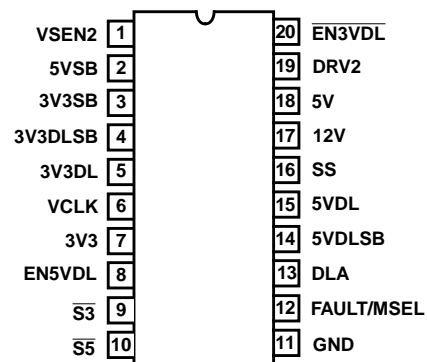 VSEN2 1
5VSB 2
3V3SB 3
3V3DLSB 4
3V3DL 5
VCLK 6
3V3 7
EN5VDL 8
S3 9
S5 10
20 EN3VDL
19 DRV2
18 5V
17 12V
16 SS
15 5VDL
14 5VDLSB
13 DLA
12 FAULT/MSEL
11 GND